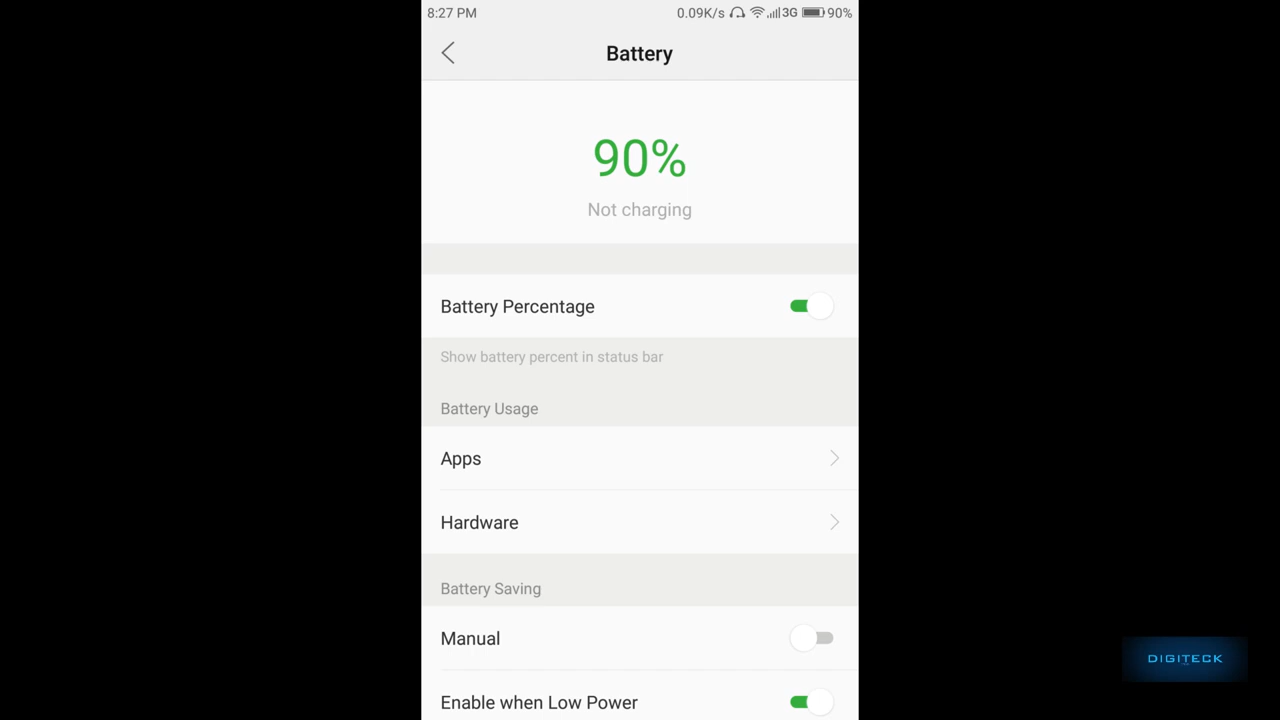 8:27 PM 0.09K/s 3G 90%
Battery
90%
Not charging
Battery Percentage
Show battery percent in status bar
Battery Usage
Apps
Hardware
Battery Saving
Manual
Enable when Low Power
DIGITECK